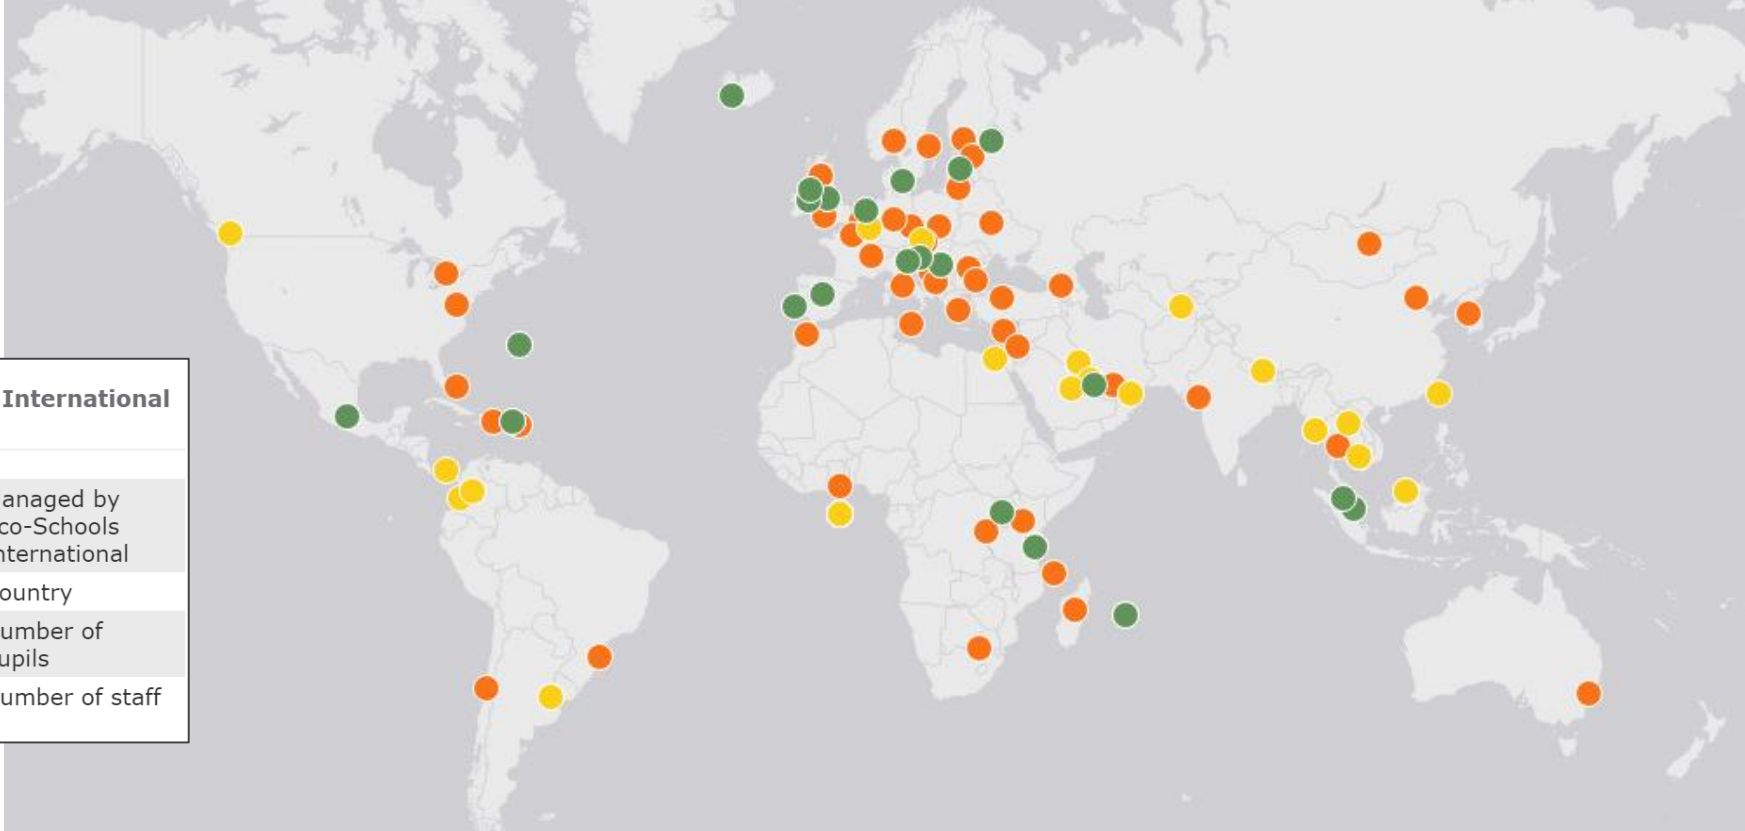 International
anaged by
co-Schools
nternational
ountry
umber of
upils
umber of staff